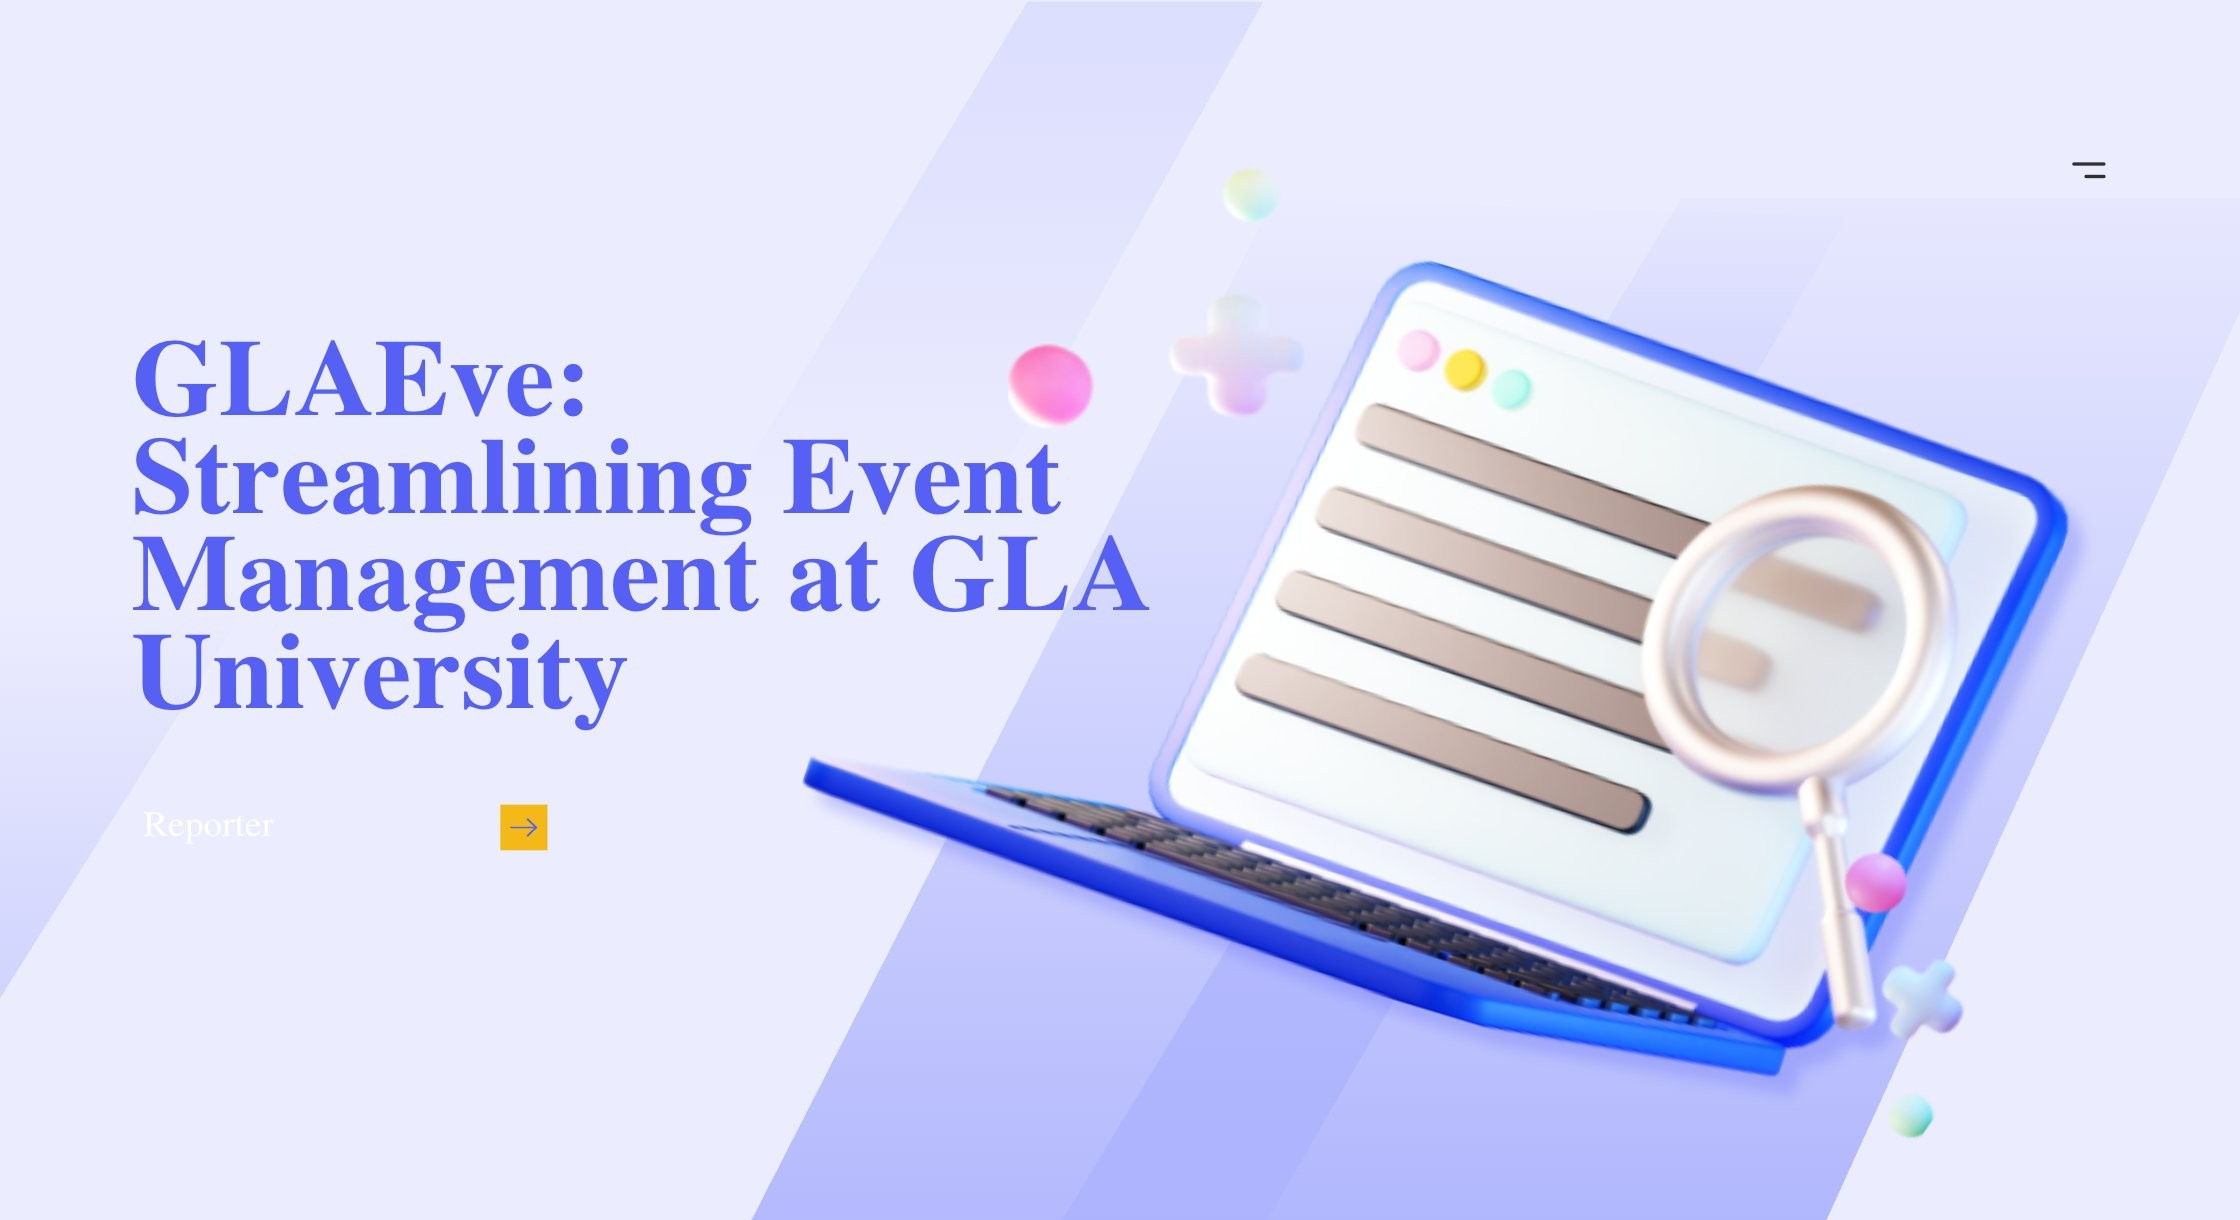 GLAEve:
Streamlining Event
Management at GLA
University
Reporter